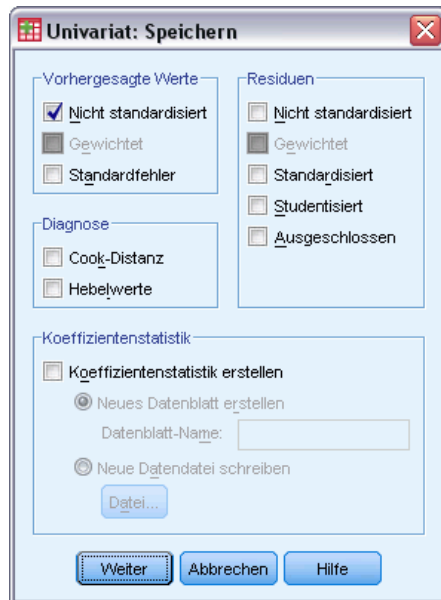 Univariat: Speichern
Vorhergesagte Werte
Nicht standardisiert
Gewichtet
Standardfehler
Diagnose
Cook-Distanz
Hebelwerte
Residuen
Nicht standardisiert
Gewichtet
Standardisiert
Studentisiert
Ausgeschlossen
Koeffizientenstatistik
Koeffizientenstatistik erstellen
Neues Datenblatt erstellen
Datenblatt-Name:
Neue Datendatei schreiben
Datei...
Weiter
Abbrechen
Hilfe